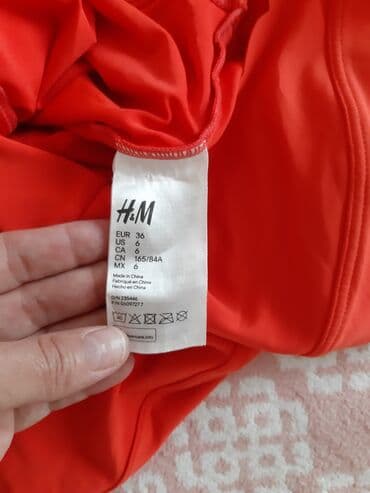 H&M
EUR 36
US 6
CA 6
CN 165/84A
MX 6
Made in China
Fabriqué en Chine
Hecho en China
O/N 235446